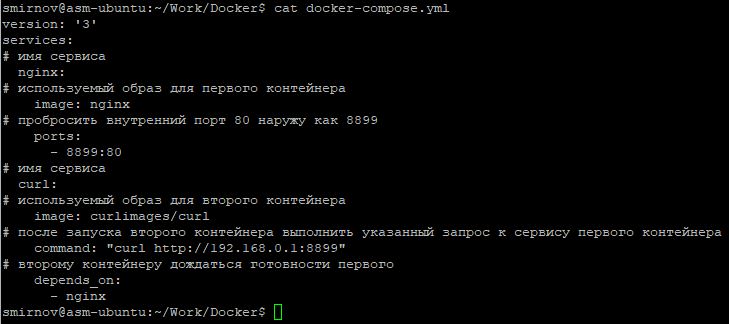 smirnov@asm-ubuntu:~/Work/Docker$ cat docker-compose.yml
version: '3'
services:
# имя сервиса
  nginx:
# используемый образ для первого контейнера
    image: nginx
# пробросить внутренний порт 80 наружу как 8899
    ports:
      - 8899:80
# имя сервиса
  curl:
# используемый образ для второго контейнера
    image: curlimages/curl
# после запуска второго контейнера выполнить указанный запрос к сервису первого контейнера
    command: "curl http://192.168.0.1:8899"
# второму контейнеру дождаться готовности первого
    depends_on:
      - nginx
smirnov@asm-ubuntu:~/Work/Docker$